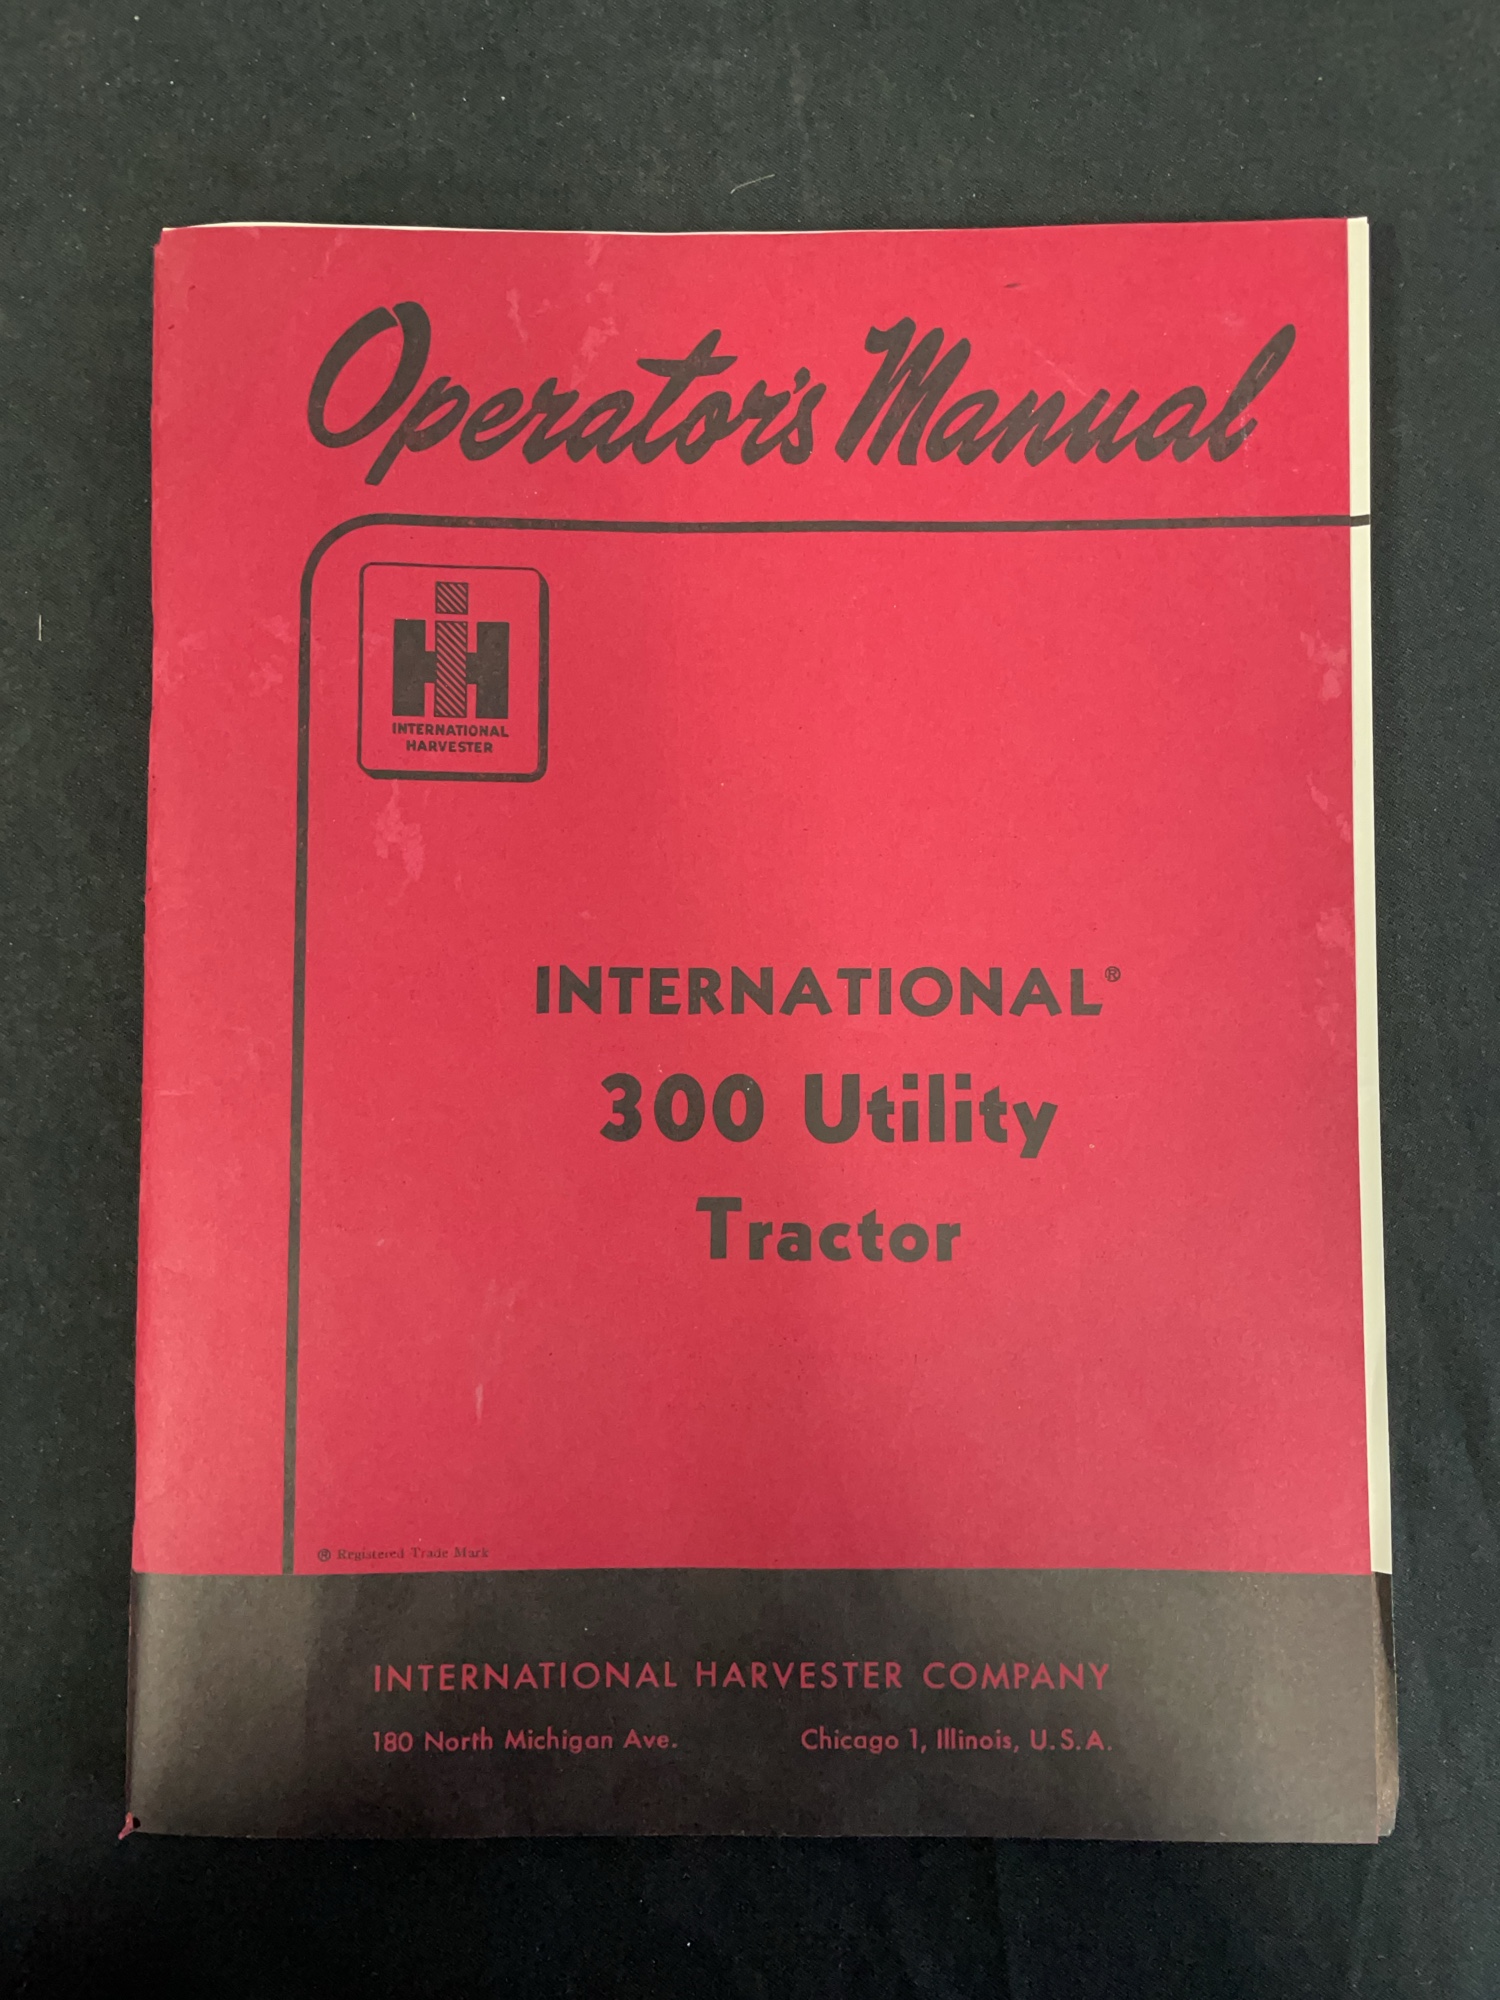 Operator's Manual
IH
INTERNATIONAL
HARVESTER
INTERNATIONAL®
300 Utility
Tractor
® Registered Trade Mark
INTERNATIONAL HARVESTER COMPANY
180 North Michigan Ave. Chicago 1, Illinois, U.S.A.